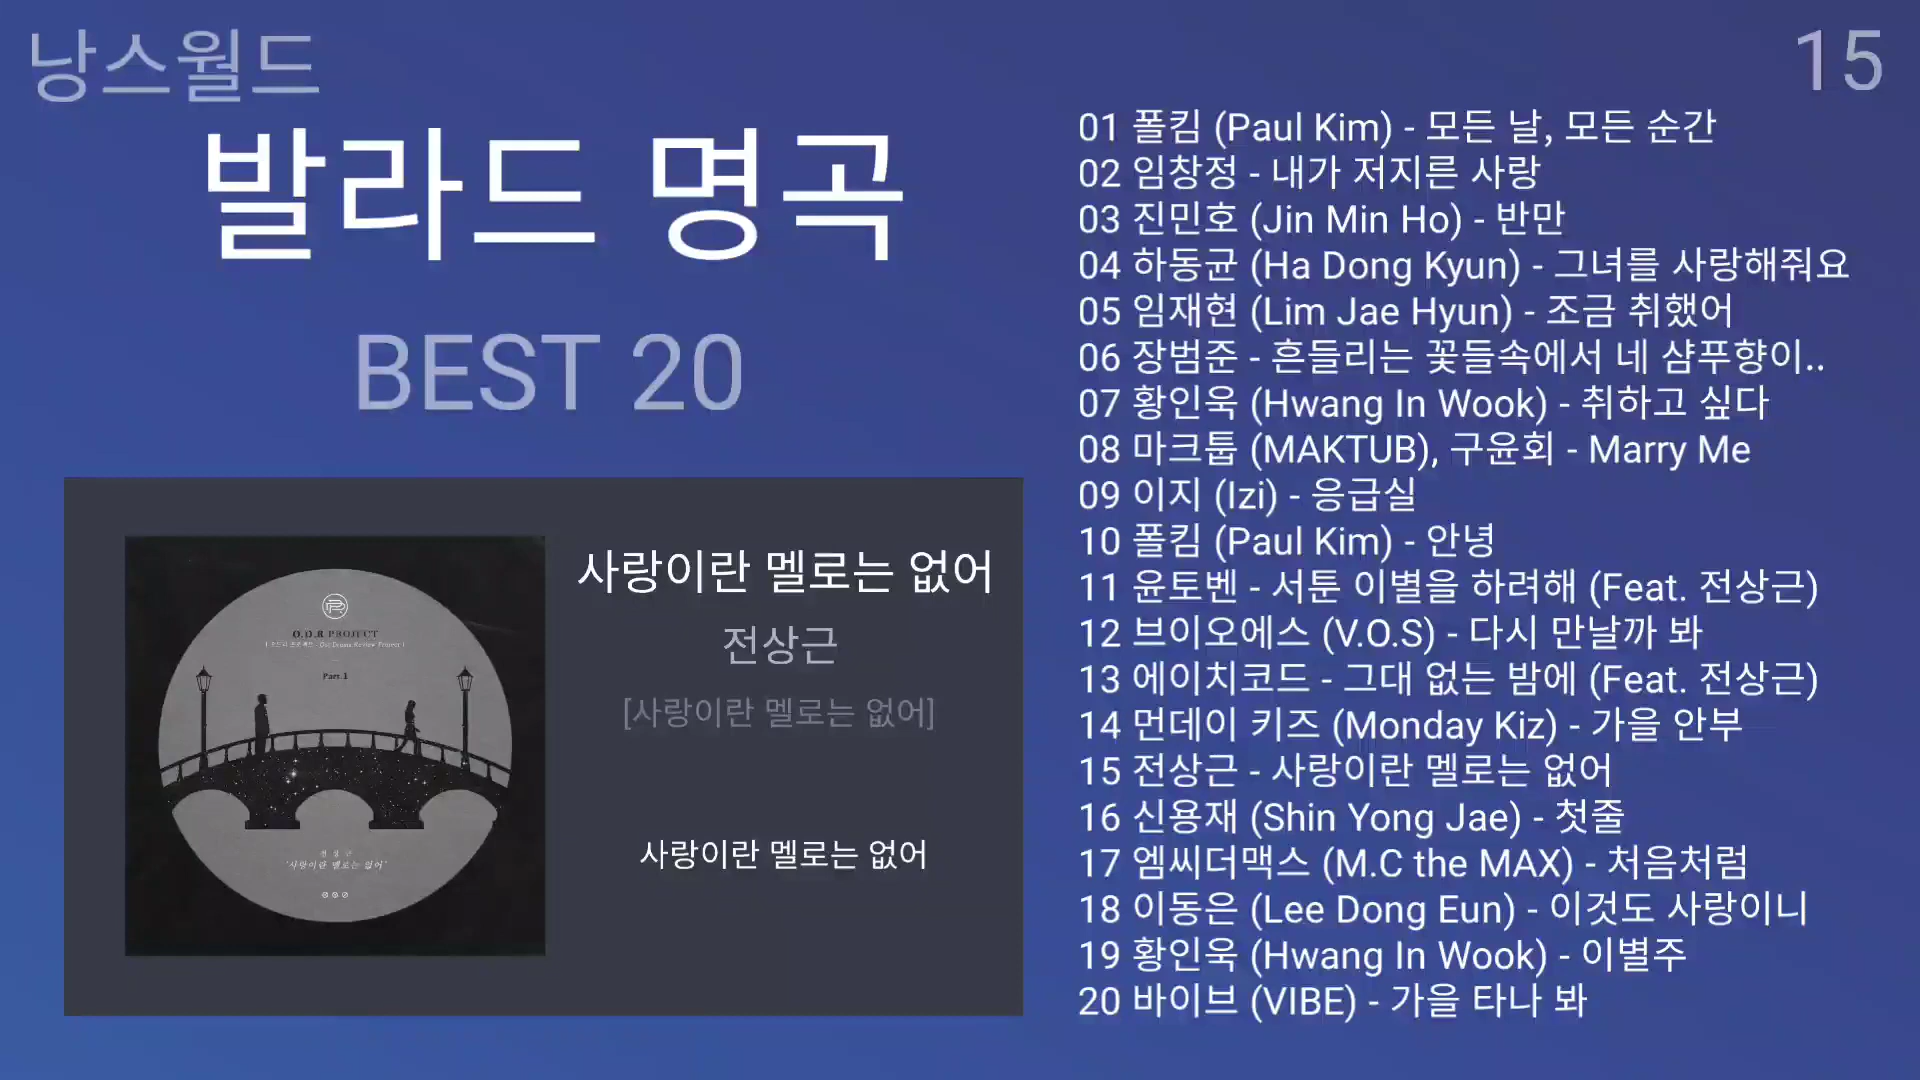 낭스월드
15
발라드 명곡
BEST 20
O.D.R PROJECT
Part.1
전상근
'사랑이란 멜로는 없어'
사랑이란 멜로는 없어
전상근
[사랑이란 멜로는 없어]
사랑이란 멜로는 없어
01 폴킴 (Paul Kim) - 모든 날, 모든 순간
02 임창정 - 내가 저지른 사랑
03 진민호 (Jin Min Ho) - 반만
04 하동균 (Ha Dong Kyun) - 그녀를 사랑해줘요
05 임재현 (Lim Jae Hyun) - 조금 취했어
06 장범준 - 흔들리는 꽃들속에서 네 샴푸향이..
07 황인욱 (Hwang In Wook) - 취하고 싶다
08 마크툽 (MAKTUB), 구윤회 - Marry Me
09 이지 (Izi) - 응급실
10 폴킴 (Paul Kim) - 안녕
11 윤토벤 - 서툰 이별을 하려해 (Feat. 전상근)
12 브이오에스 (V.O.S) - 다시 만날까 봐
13 에이치코드 - 그대 없는 밤에 (Feat. 전상근)
14 먼데이 키즈 (Monday Kiz) - 가을 안부
15 전상근 - 사랑이란 멜로는 없어
16 신용재 (Shin Yong Jae) - 첫줄
17 엠씨더맥스 (M.C the MAX) - 처음처럼
18 이동은 (Lee Dong Eun) - 이것도 사랑이니
19 황인욱 (Hwang In Wook) - 이별주
20 바이브 (VIBE) - 가을 타나 봐